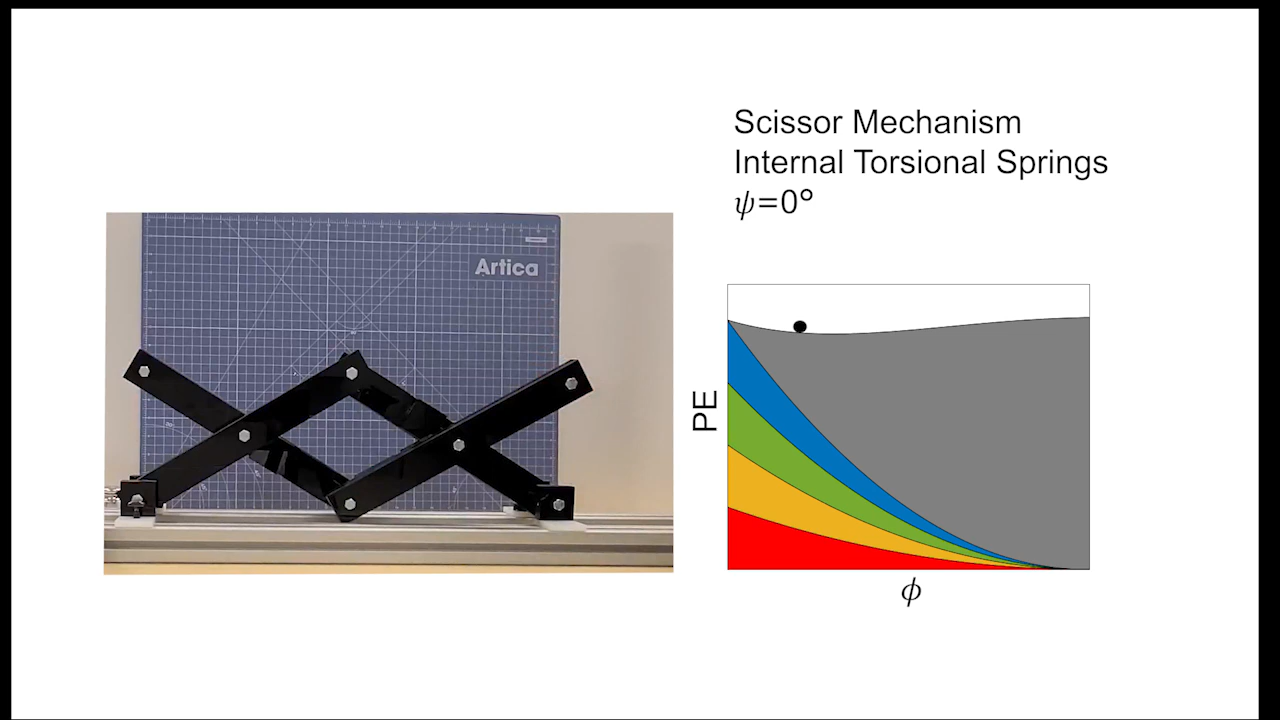 Scissor Mechanism
Internal Torsional Springs
ψ=0°
Artica
PE
ϕ